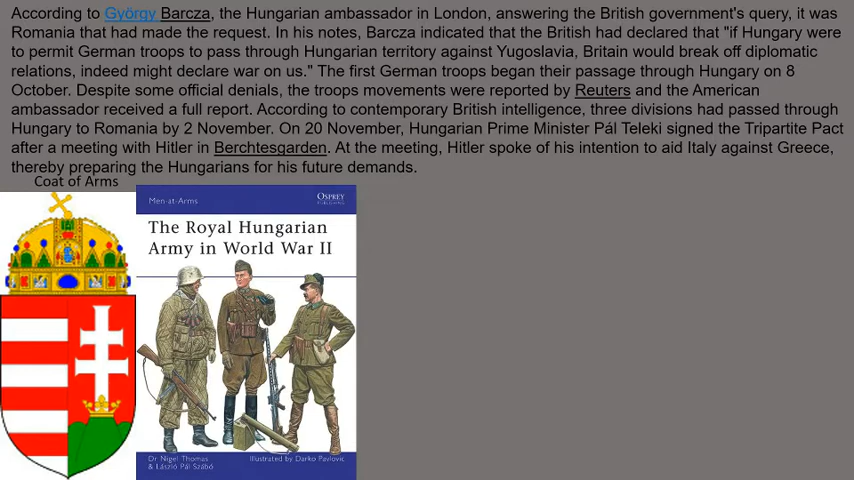 According to György Barcza, the Hungarian ambassador in London, answering the British government's query, it was
Romania that had made the request. In his notes, Barcza indicated that the British had declared that "if Hungary were
to permit German troops to pass through Hungarian territory against Yugoslavia, Britain would break off diplomatic
relations, indeed might declare war on us." The first German troops began their passage through Hungary on 8
October. Despite some official denials, the troops movements were reported by Reuters and the American
ambassador received a full report. According to contemporary British intelligence, three divisions had passed through
Hungary to Romania by 2 November. On 20 November, Hungarian Prime Minister Pál Teleki signed the Tripartite Pact
after a meeting with Hitler in Berchtesgarden. At the meeting, Hitler spoke of his intention to aid Italy against Greece,
thereby preparing the Hungarians for his future demands.
Coat of Arms
Men-at-Arms
OSPREY
PUBLISHING
The Royal Hungarian
Army in World War II
Dr Nigel Thomas
& László Pál Szábó
Illustrated by Darko Pavlovic